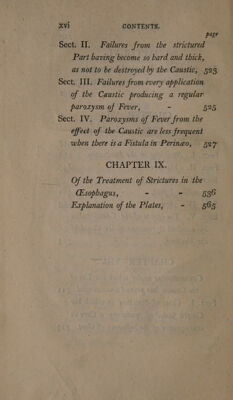 xvi CONTENTS.
page
Sect. II. Failures from the strictured
Part having become so hard and thick,
as not to be destroyed by the Caustic, 523
Sect. III. Failures from every application
of the Caustic producing a regular
paroxysm of Fever, - 525
Sect. IV. Paroxysms of Fever from the
effect of the Caustic are less frequent
when there is a Fistula in Perinæo, 527
CHAPTER IX.
Of the Treatment of Strictures in the
Œsophagus, - - 536
Explanation of the Plates, - 565